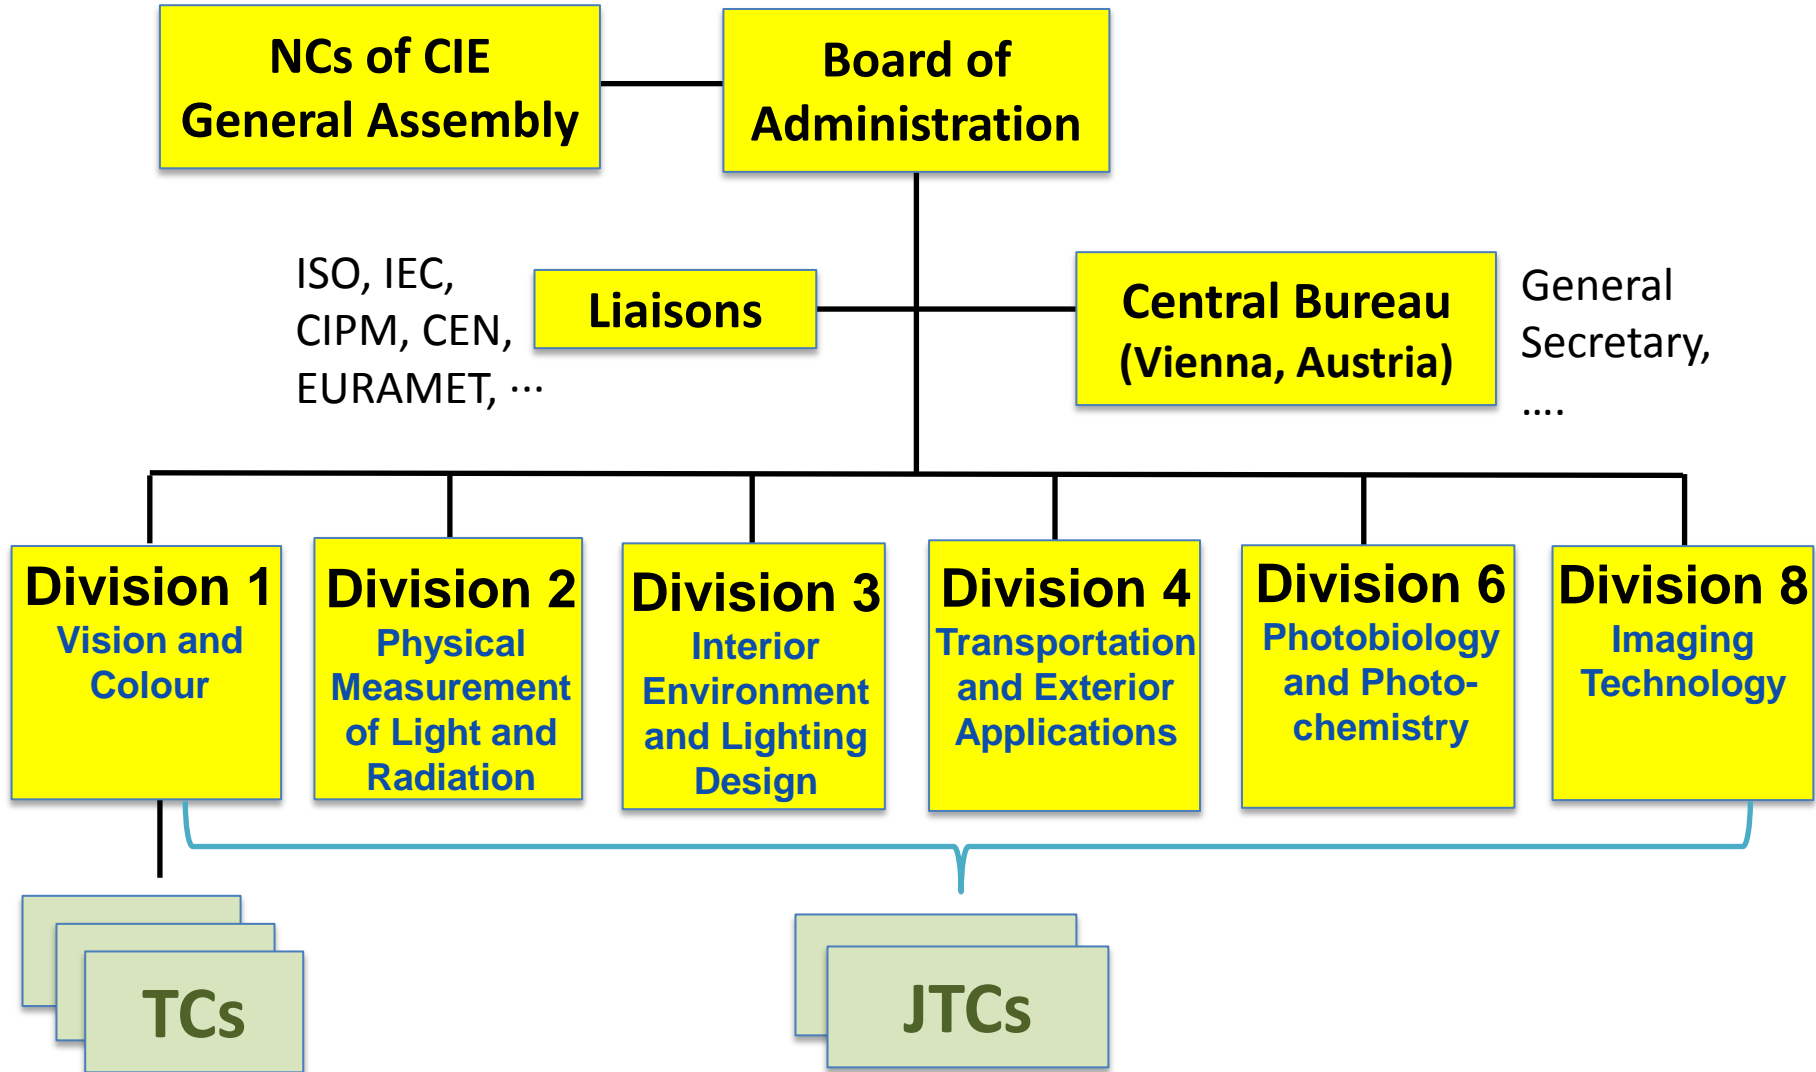 NCs of CIE
General Assembly
Board of
Administration
ISO, IEC,
CIPM, CEN,
EURAMET, ...
Liaisons
Central Bureau
(Vienna, Austria)
General
Secretary,
....
Division 1
Vision and
Colour
Division 2
Physical
Measurement
of Light and
Radiation
Division 3
Interior
Environment
and Lighting
Design
Division 4
Transportation
and Exterior
Applications
Division 6
Photobiology
and Photo-
chemistry
Division 8
Imaging
Technology
TCs
JTCs